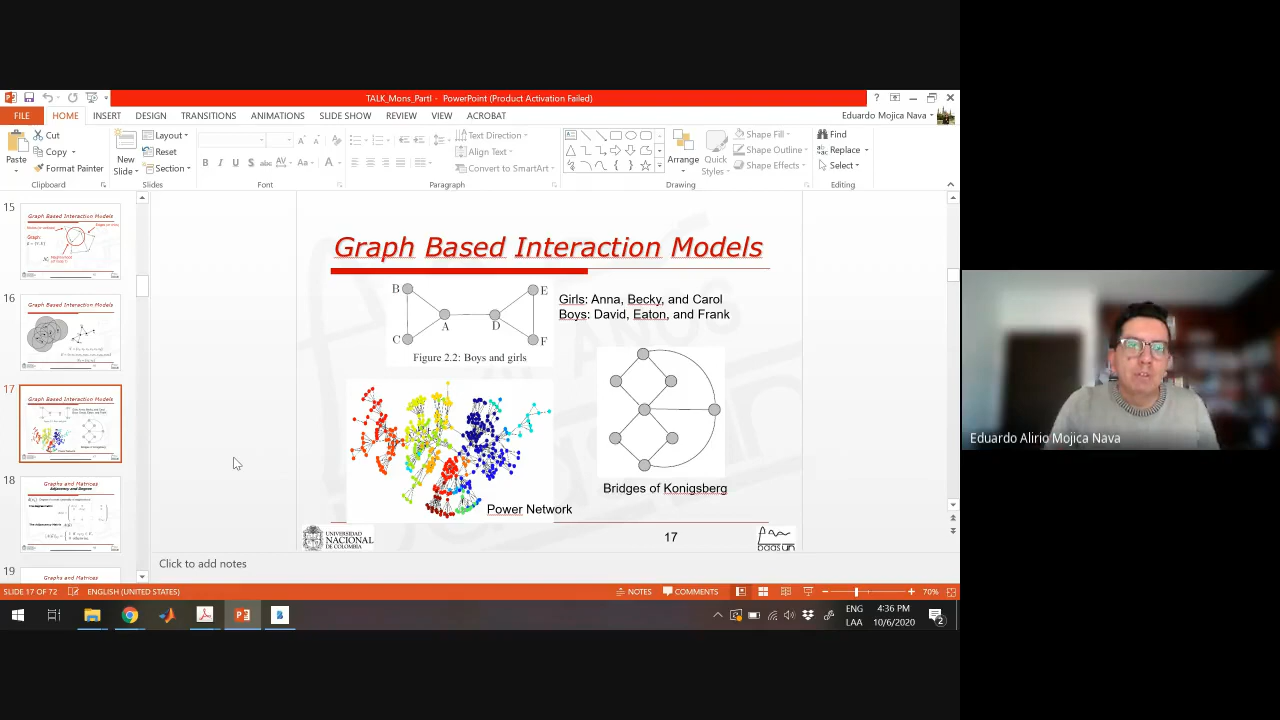 TALK_Mons_PartI - PowerPoint (Product Activation Failed)
FILE HOME INSERT DESIGN TRANSITIONS ANIMATIONS SLIDE SHOW REVIEW VIEW ACROBAT Eduardo Mojica Nava
Paste
Cut
Copy
Format Painter
Clipboard
New Slide
Layout
Reset
Section
Slides
Font
Text Direction
Align Text
Convert to SmartArt
Paragraph
Arrange
Quick Styles
Shape Fill
Shape Outline
Shape Effects
Drawing
Find
Replace
Select
Editing
15
Graph Based Interaction Models
16
Graph Based Interaction Models
17
Graph Based Interaction Models
18
Graphs and Matrices
Adjacency and Degree
19
Graphs and Matrices
Graph Based Interaction Models
B
E
A
D
C
F
Figure 2.2: Boys and girls
Girls: Anna, Becky, and Carol
Boys: David, Eaton, and Frank
Bridges of Konigsberg
Power Network
UNIVERSIDAD
NACIONAL
DE COLOMBIA
17
Click to add notes
SLIDE 17 OF 72 ENGLISH (UNITED STATES) NOTES COMMENTS 70%
ENG
LAA
4:36 PM
10/6/2020
2
Eduardo Alirio Mojica Nava